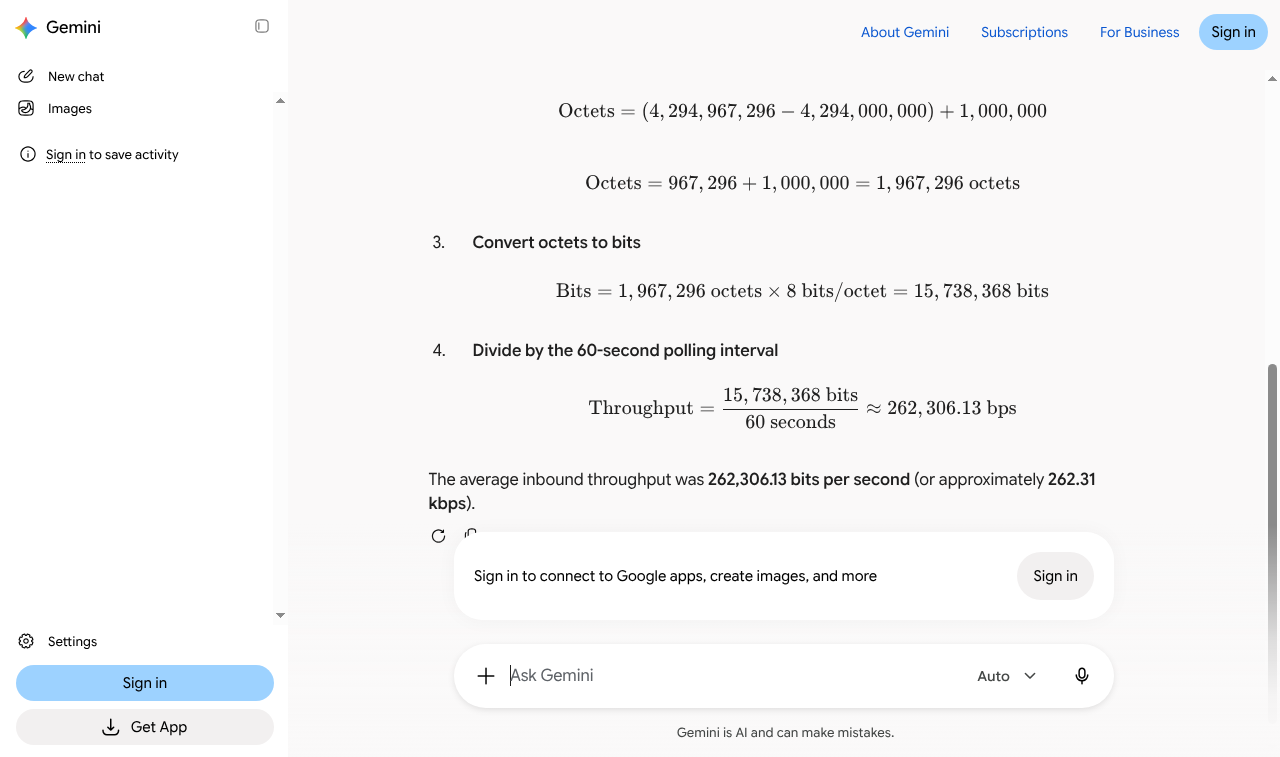 Gemini
New chat
Images
Sign in to save activity
Settings
Sign in
Get App
About Gemini
Subscriptions
For Business
Sign in
Octets = (4, 294, 967, 296 − 4, 294, 000, 000) + 1, 000, 000
Octets = 967, 296 + 1, 000, 000 = 1, 967, 296 octets
3. Convert octets to bits
Bits = 1, 967, 296 octets × 8 bits/octet = 15, 738, 368 bits
4. Divide by the 60-second polling interval
Throughput = 15, 738, 368 bits / 60 seconds ≈ 262, 306.13 bps
The average inbound throughput was 262,306.13 bits per second (or approximately 262.31
kbps).
Sign in to connect to Google apps, create images, and more
Sign in
Ask Gemini
Auto
Gemini is AI and can make mistakes.